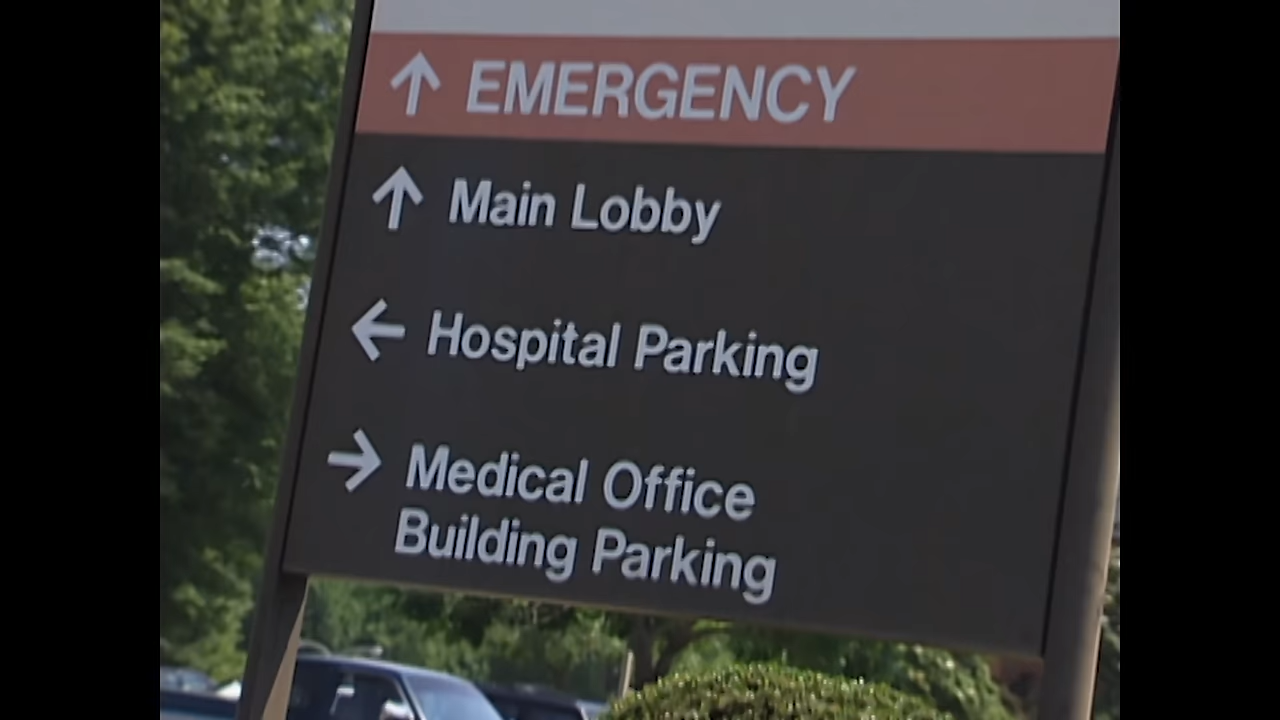 ↑ EMERGENCY
↑ Main Lobby
← Hospital Parking
→ Medical Office
Building Parking